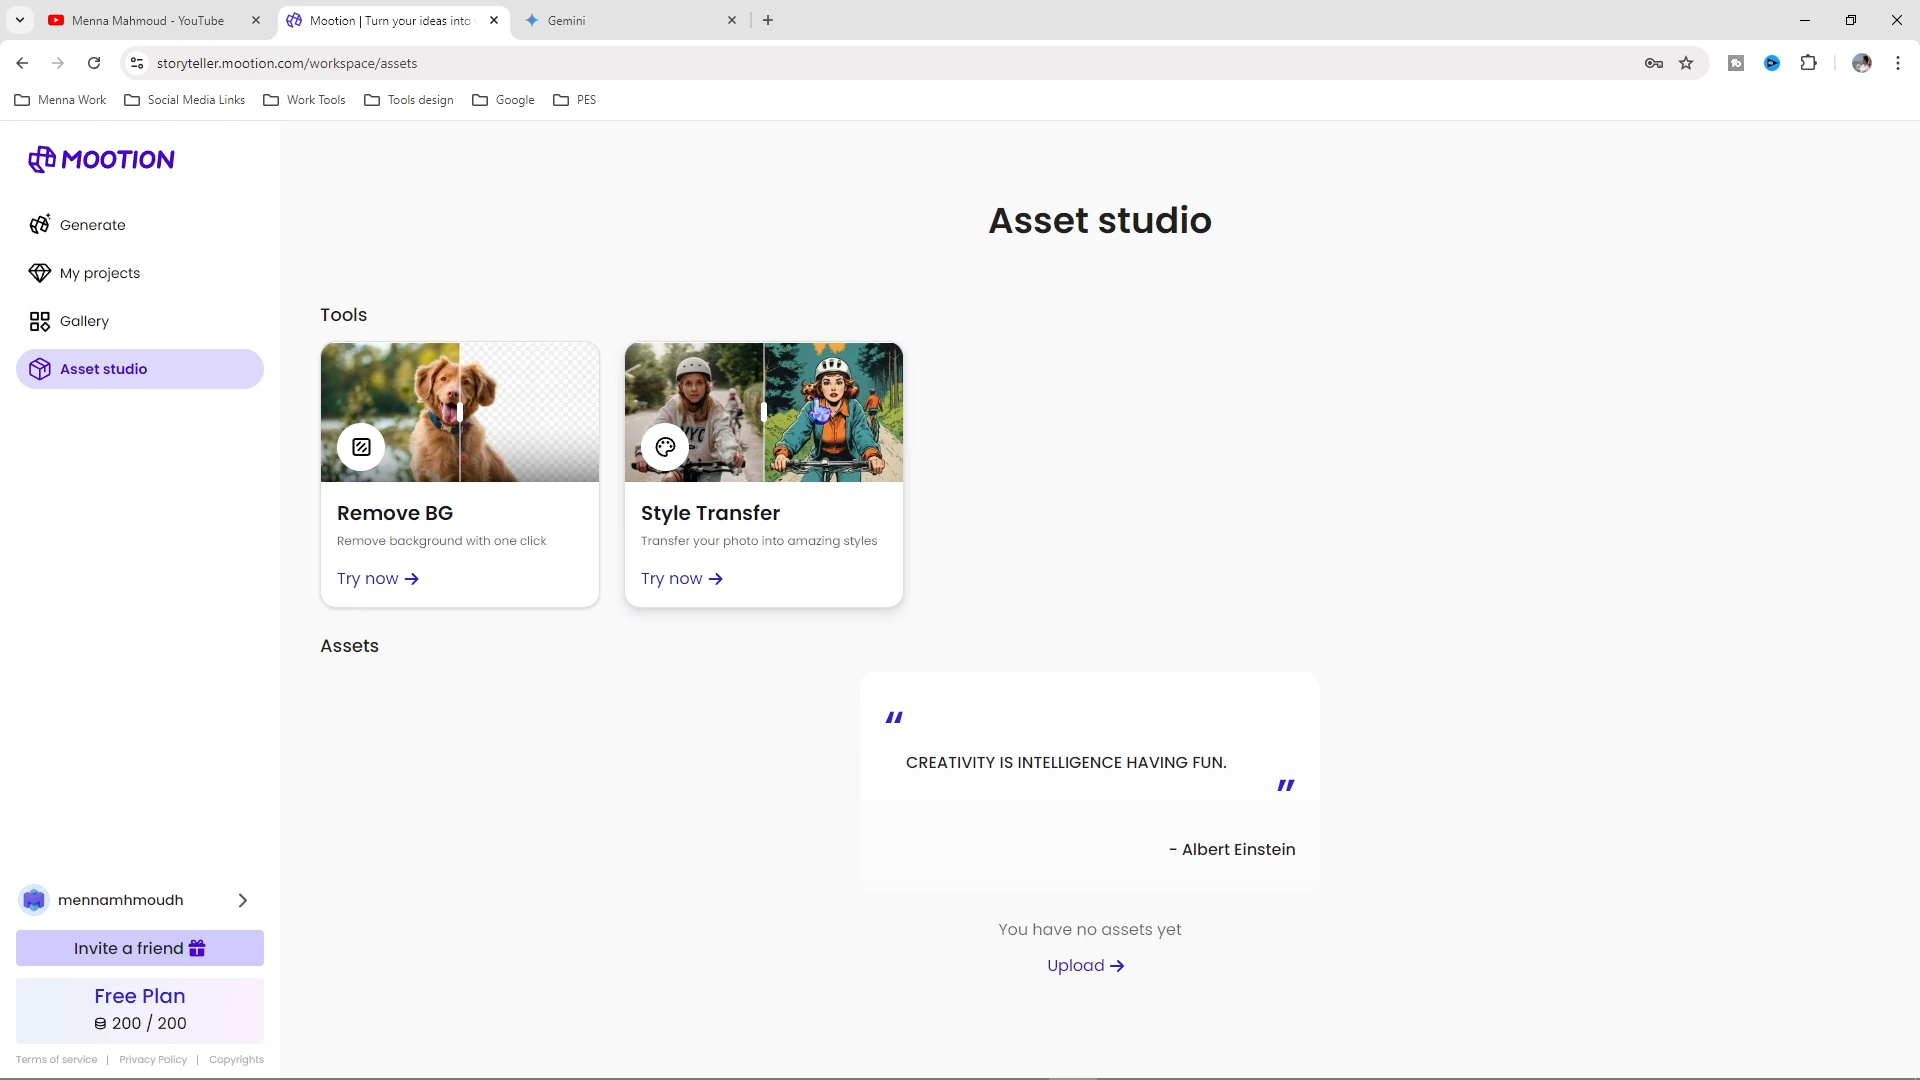 Menna Mahmoud - YouTube
Mootion | Turn your ideas into
Gemini
storyteller.mootion.com/workspace/assets
Menna Work
Social Media Links
Work Tools
Tools design
Google
PES
MOOTION
Generate
My projects
Gallery
Asset studio
Asset studio
Tools
Remove BG
Remove background with one click
Try now →
Style Transfer
Transfer your photo into amazing styles
Try now →
Assets
“
CREATIVITY IS INTELLIGENCE HAVING FUN.
”
- Albert Einstein
You have no assets yet
Upload →
mennamhmoudh
Invite a friend
Free Plan
200 / 200
Terms of service | Privacy Policy | Copyrights